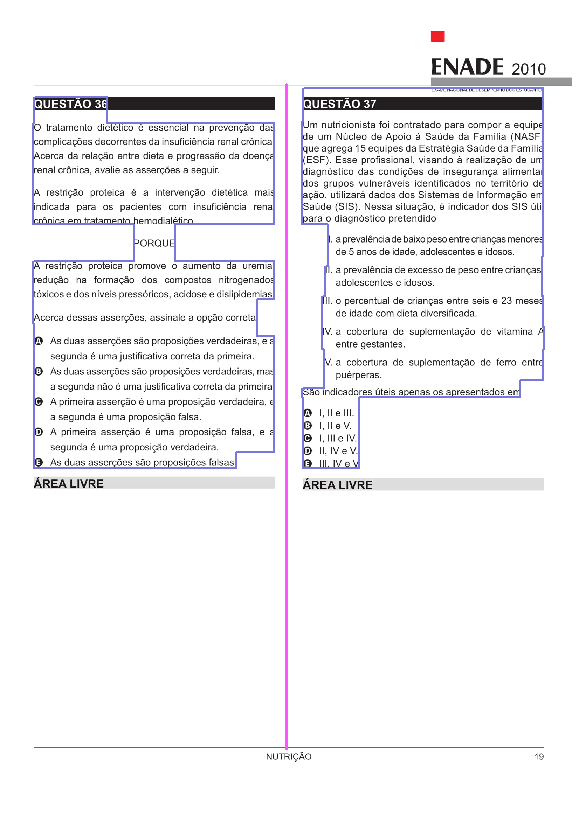 ENADE 2010
EXAME NACIONAL DE DESEMPENHO DOS ESTUDANTES
QUESTÃO 36
O tratamento dietético é essencial na prevenção das
complicações decorrentes da insuficiência renal crônica.
Acerca da relação entre dieta e progressão da doença
renal crônica, avalie as asserções a seguir.
A restrição proteica é a intervenção dietética mais
indicada para os pacientes com insuficiência renal
crônica em tratamento hemodialético
PORQUE
A restrição proteica promove o aumento da uremia,
redução na formação dos compostos nitrogenados
tóxicos e dos níveis pressóricos, acidose e dislipidemias.
Acerca dessas asserções, assinale a opção correta.
A As duas asserções são proposições verdadeiras, e a
segunda é uma justificativa correta da primeira.
B As duas asserções são proposições verdadeiras, mas
a segunda não é uma justificativa correta da primeira.
C A primeira asserção é uma proposição verdadeira, e
a segunda é uma proposição falsa.
D A primeira asserção é uma proposição falsa, e a
segunda é uma proposição verdadeira.
E As duas asserções são proposições falsas.
ÁREA LIVRE
QUESTÃO 37
Um nutricionista foi contratado para compor a equipe
de um Núcleo de Apoio à Saúde da Família (NASF)
que agrega 15 equipes da Estratégia Saúde da Família
(ESF). Esse profissional, visando à realização de um
diagnóstico das condições de insegurança alimentar
dos grupos vulneráveis identificados no território de
ação, utilizará dados dos Sistemas de Informação em
Saúde (SIS). Nessa situação, é indicador dos SIS útil
para o diagnóstico pretendido
I. a prevalência de baixo peso entre crianças menores
de 5 anos de idade, adolescentes e idosos.
II. a prevalência de excesso de peso entre crianças,
adolescentes e idosos.
III. o percentual de crianças entre seis e 23 meses
de idade com dieta diversificada.
IV. a cobertura de suplementação de vitamina A
entre gestantes.
V. a cobertura de suplementação de ferro entre
puérperas.
São indicadores úteis apenas os apresentados em
A I, II e III.
B I, II e V.
C I, III e IV.
D II, IV e V.
E III, IV e V.
ÁREA LIVRE
NUTRIÇÃO
19